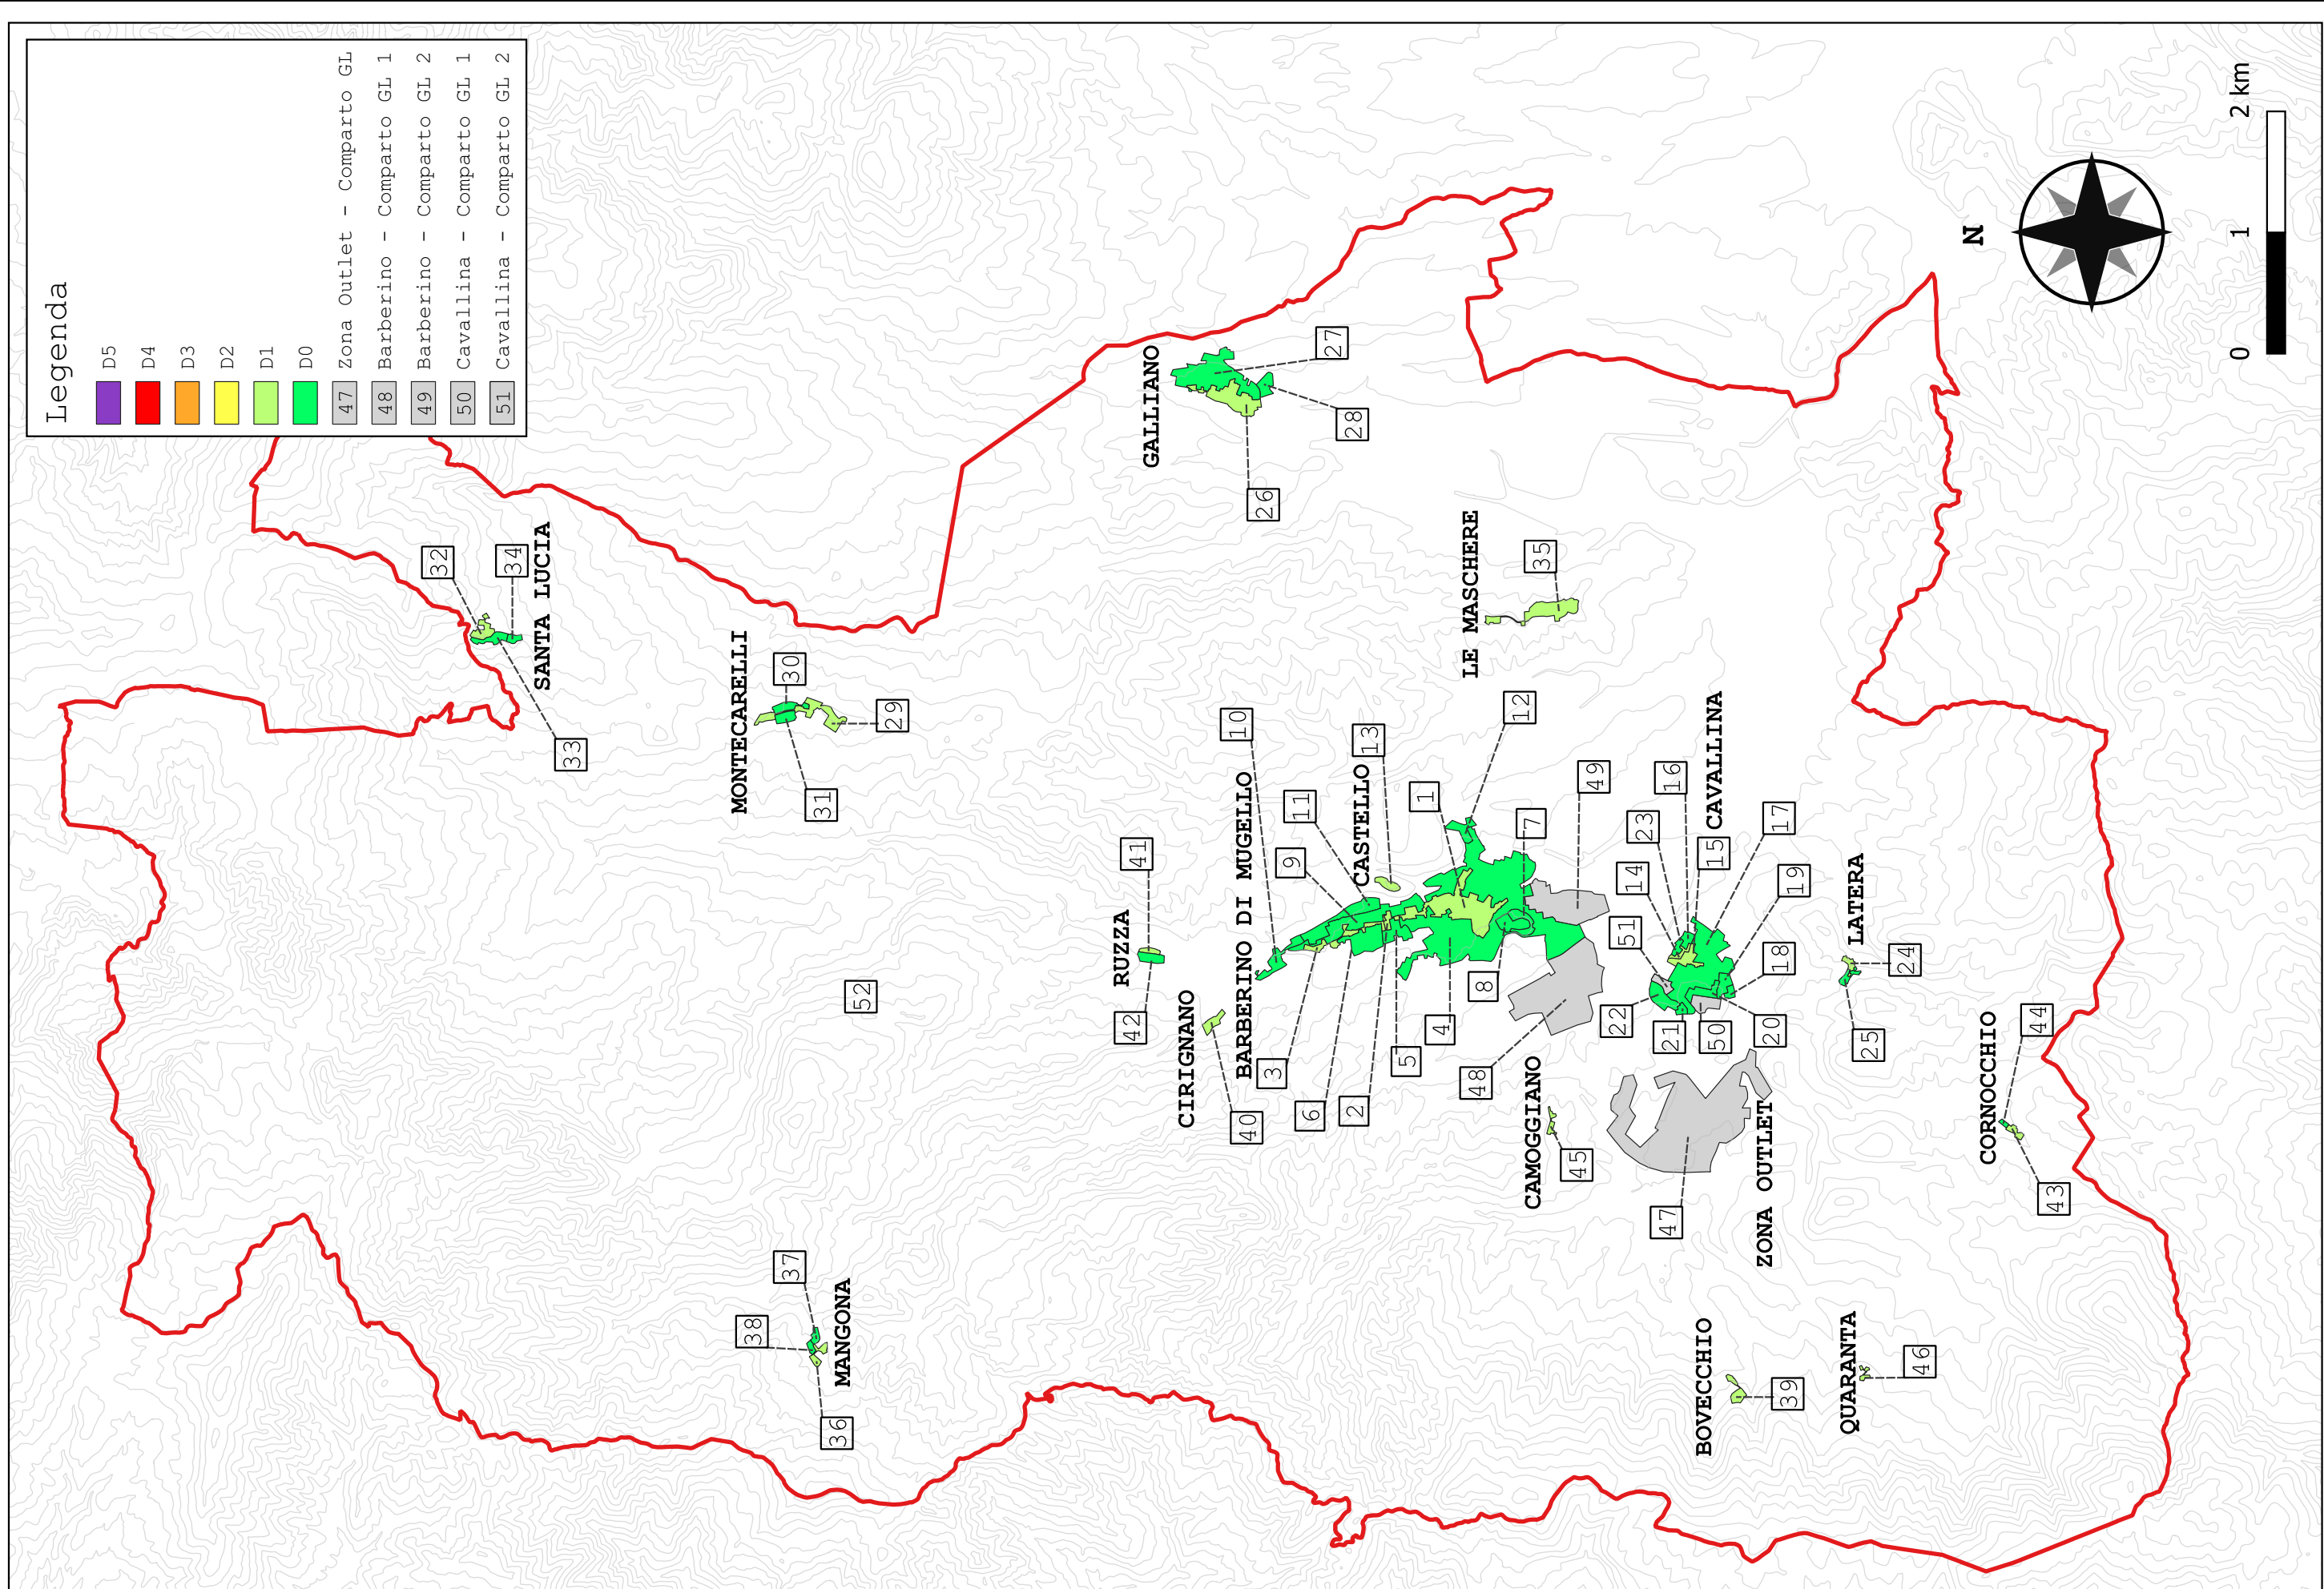 Legenda
D5
D4
D3
D2
D1
D0
47 Zona Outlet - Comparto GL
48 Barberino - Comparto GL 1
49 Barberino - Comparto GL 2
50 Cavallina - Comparto GL 1
51 Cavallina - Comparto GL 2
32
34
SANTA LUCIA
33
MONTECARELLI
30
29
31
GALLIANO
27
28
26
LE MASCHERE
35
N
0 1 2 km
52
RUZZA
41
42
CIRIGNANO
40
BARBERINO DI MUGELLO
10
11
9
CASTELLO
13
1
12
7
49
3
6
2
5
4
8
48
CAVALLINA
16
23
15
14
17
19
51
18
22
21
50
20
LATERA
24
25
CAMOGGIANO
45
47
ZONA OUTLET
CORNOCCHIO
44
43
37
38
MANGONA
36
BOVECCHIO
39
QUARANTA
46